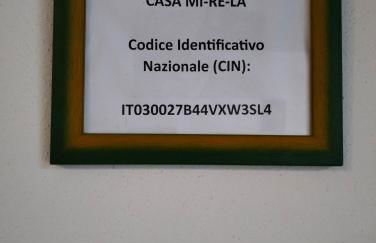 CASA MI-RE-LA
Codice Identificativo
Nazionale (CIN):
IT030027B44VXW3SL4